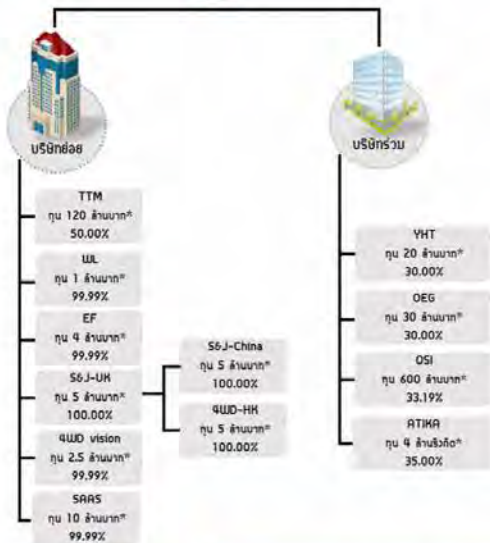 บริษัทย่อย
TTM
ทุน 120 ล้านบาท*
50.00%
WL
ทุน 1 ล้านบาท*
99.99%
EF
ทุน 4 ล้านบาท*
99.99%
S&J-UK
ทุน 5 ล้านบาท*
100.00%
4WD vision
ทุน 2.5 ล้านบาท*
99.99%
SAAS
ทุน 10 ล้านบาท*
99.99%
S&J-China
ทุน 5 ล้านบาท*
100.00%
4WD-HK
ทุน 5 ล้านบาท*
100.00%
บริษัทร่วม
YHT
ทุน 20 ล้านบาท*
30.00%
OEG
ทุน 30 ล้านบาท*
30.00%
OSI
ทุน 600 ล้านบาท*
33.19%
ATIKA
ทุน 4 ล้านริงกิต*
35.00%